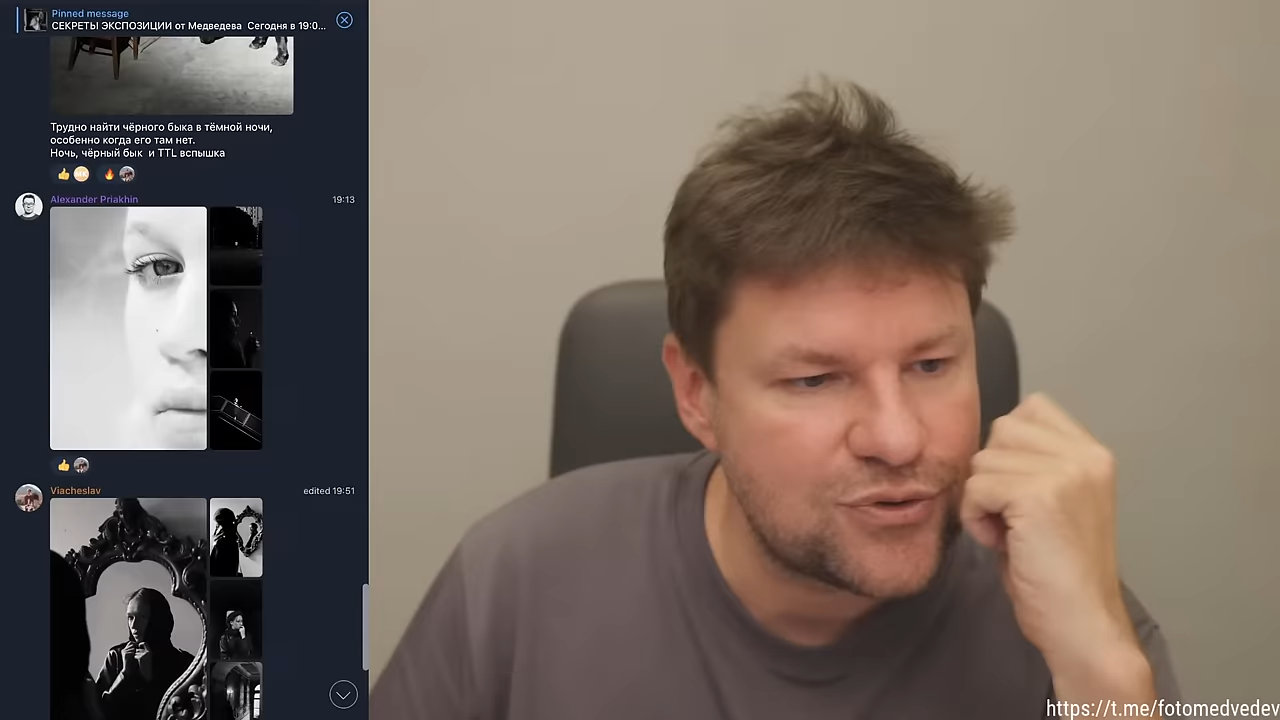 Pinned message
СЕКРЕТЫ ЭКСПОЗИЦИИ от Медведева Сегодня в 19:0...
Трудно найти чёрного быка в тёмной ночи,
особенно когда его там нет.
Ночь, чёрный бык и TTL вспышка
Alexander Priakhin
19:13
Viacheslav
edited 19:51
https://t.me/fotomedvedev